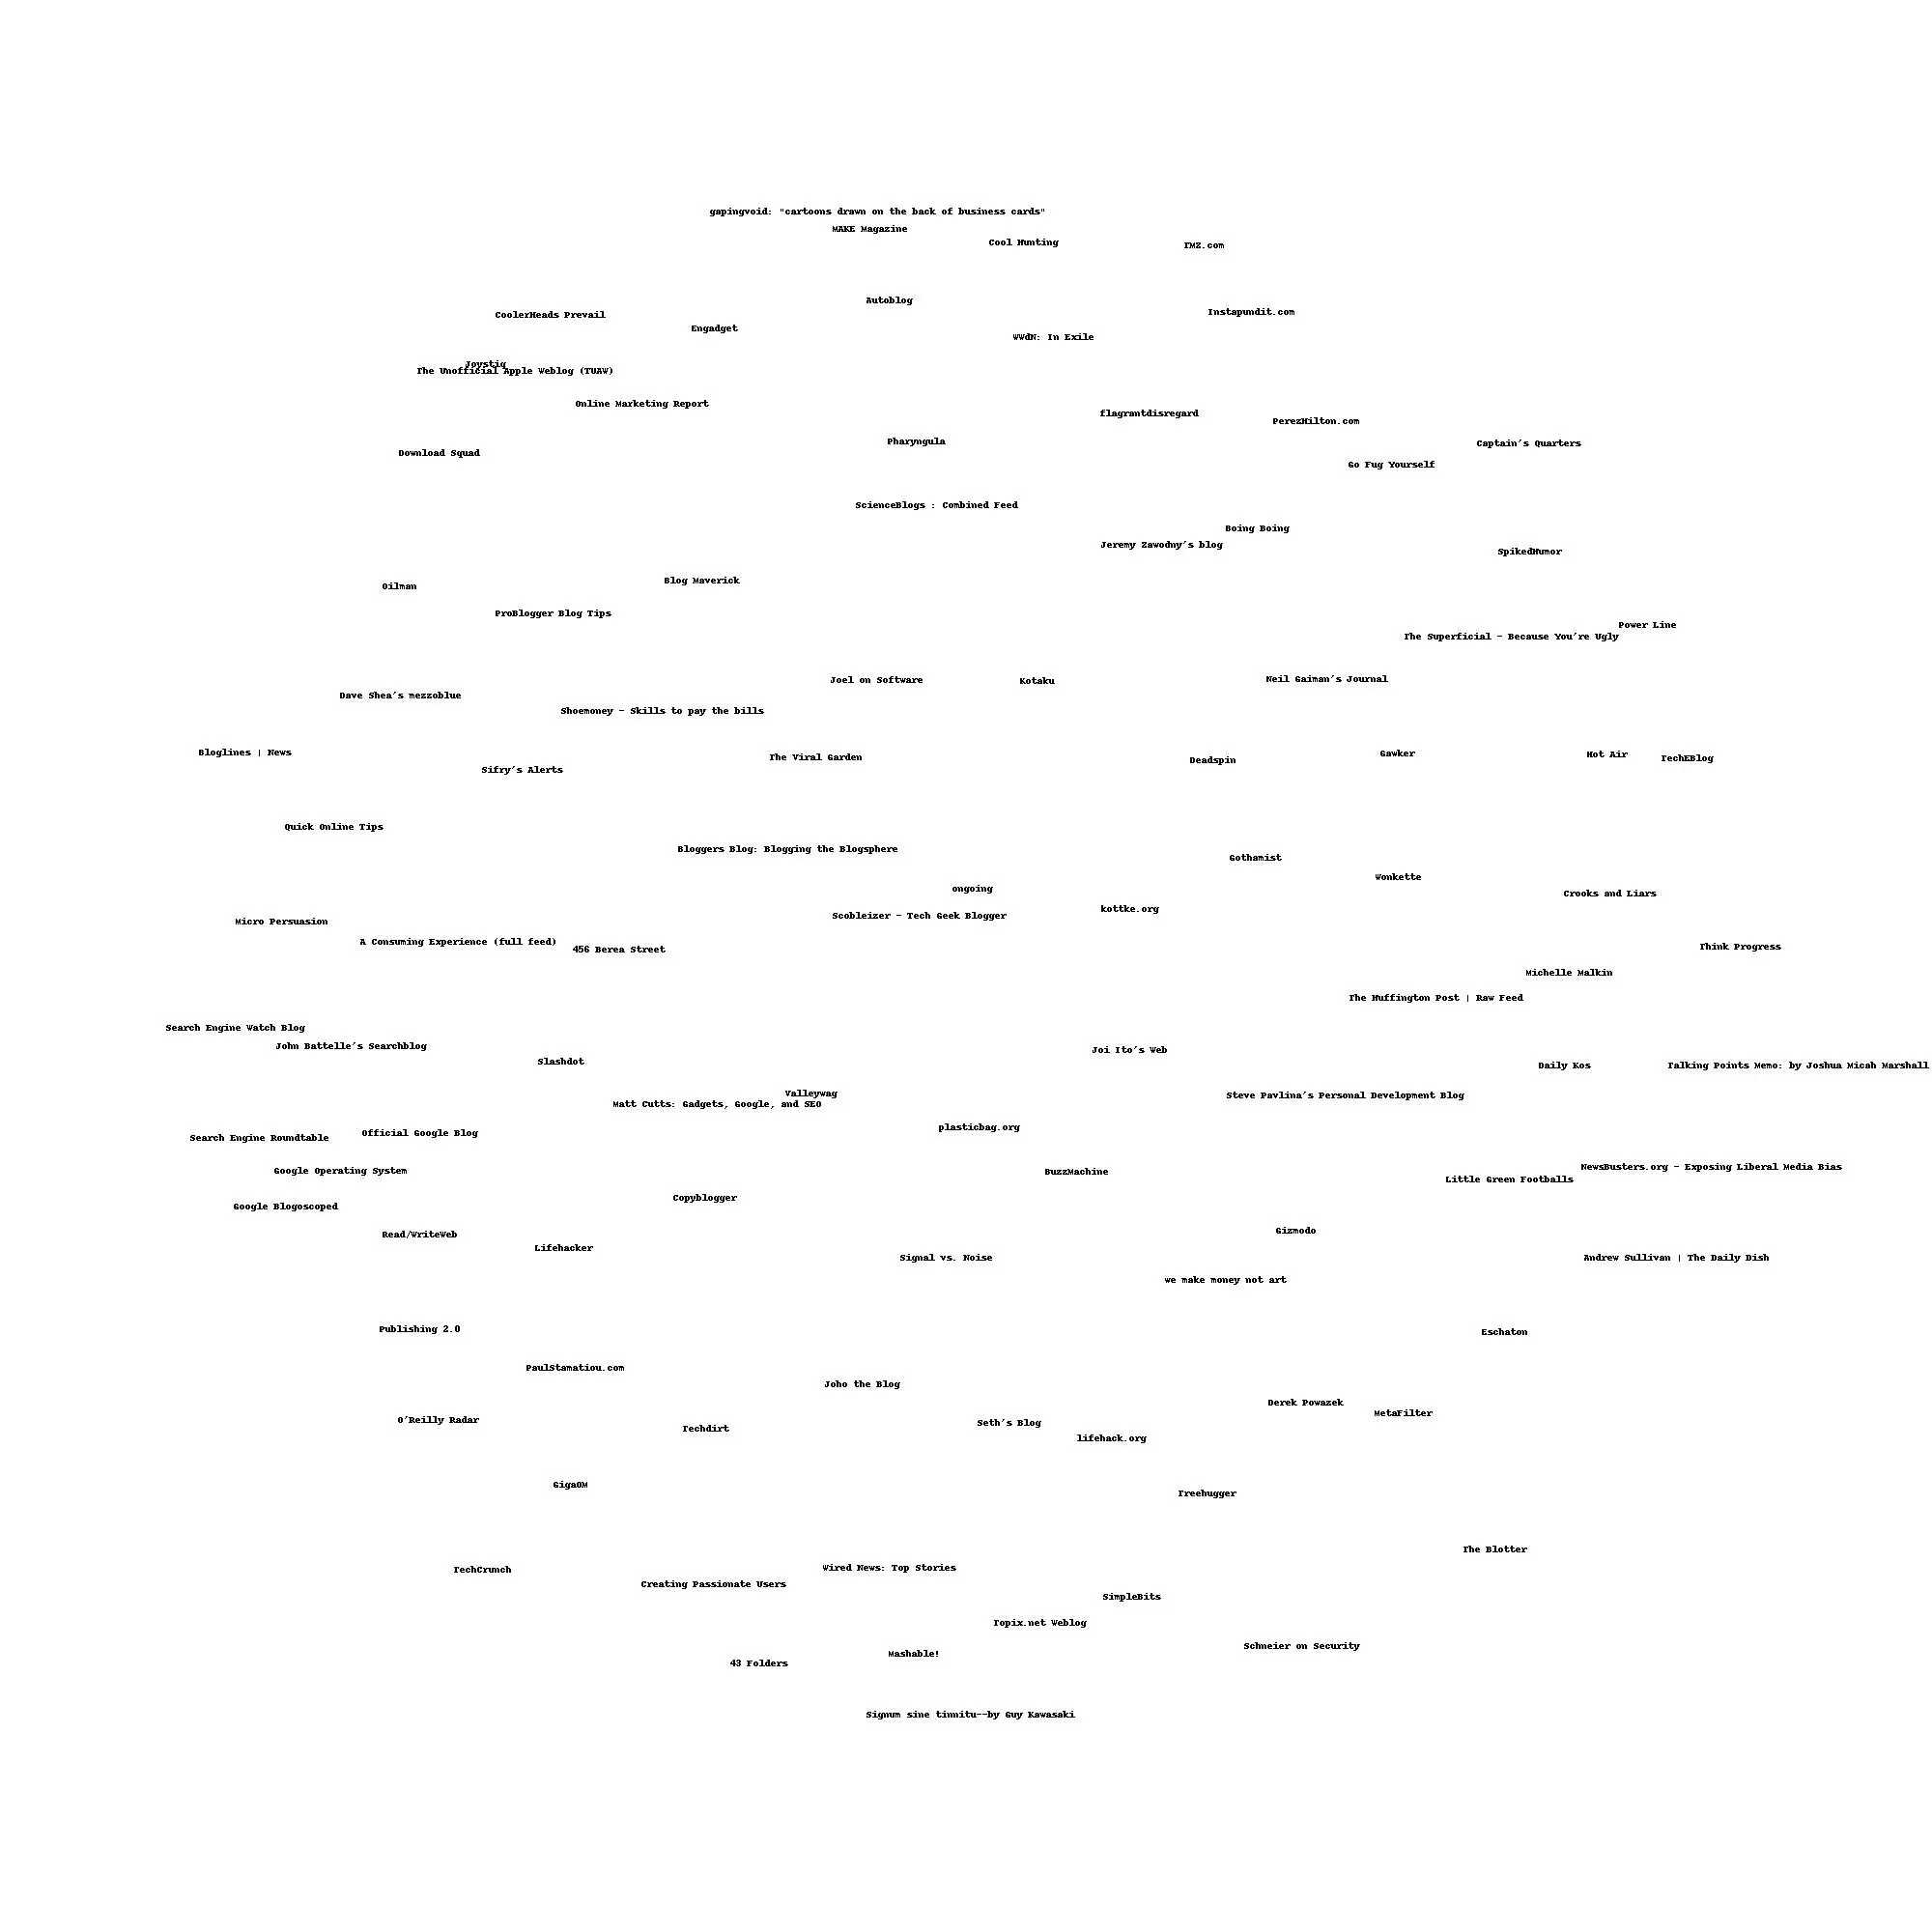 gapingvoid: "cartoons drawn on the back of business cards"
MAKE Magazine
Cool Hunting
TMZ.com
Autoblog
Instapundit.com
CoolerHeads Prevail
Engadget
WWdN: In Exile
Joystiq
The Unofficial Apple Weblog (TUAW)
Online Marketing Report
flagrantdisregard
PerezHilton.com
Pharyngula
Captain's Quarters
Download Squad
Go Fug Yourself
ScienceBlogs : Combined Feed
Boing Boing
Jeremy Zawodny's blog
SpikedHumor
Blog Maverick
Oilman
ProBlogger Blog Tips
Power Line
The Superficial - Because You're Ugly
Joel on Software
Kotaku
Neil Gaiman's Journal
Dave Shea's mezzoblue
Shoemoney - Skills to pay the bills
Bloglines | News
The Viral Garden
Deadspin
Gawker
Hot Air
TechEBlog
Sifry's Alerts
Quick Online Tips
Bloggers Blog: Blogging the Blogsphere
Gothamist
Wonkette
ongoing
Crooks and Liars
kottke.org
Scobleizer - Tech Geek Blogger
Micro Persuasion
A Consuming Experience (full feed)
456 Berea Street
Think Progress
Michelle Malkin
The Huffington Post | Raw Feed
Search Engine Watch Blog
John Battelle's Searchblog
Joi Ito's Web
Slashdot
Daily Kos
Talking Points Memo: by Joshua Micah Marshall
Valleywag
Steve Pavlina's Personal Development Blog
Matt Cutts: Gadgets, Google, and SEO
plasticbag.org
Official Google Blog
Search Engine Roundtable
NewsBusters.org - Exposing Liberal Media Bias
Google Operating System
BuzzMachine
Little Green Footballs
Copyblogger
Google Blogoscoped
Gizmodo
Read/WriteWeb
Lifehacker
Signal vs. Noise
Andrew Sullivan | The Daily Dish
we make money not art
Publishing 2.0
Eschaton
PaulStamatiou.com
Joho the Blog
Derek Powazek
MetaFilter
O'Reilly Radar
Seth's Blog
Techdirt
lifehack.org
GigaOM
Treehugger
The Blotter
Wired News: Top Stories
TechCrunch
Creating Passionate Users
SimpleBits
Topix.net Weblog
Schneier on Security
Mashable!
43 Folders
Signum sine tinnitu--by Guy Kawasaki